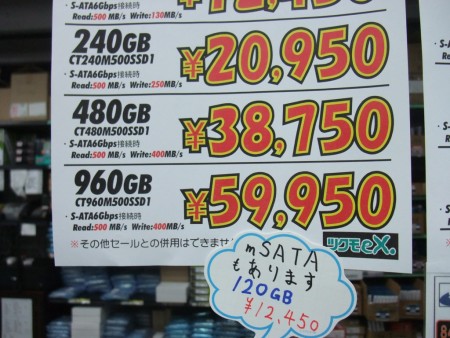 ・S-ATA6Gbps接続時
Read:500 MB/s Write:130MB/s
240GB
¥20,950
CT240M500SSD1
・S-ATA6Gbps接続時
Read:500 MB/s Write:250MB/s
480GB
¥38,750
CT480M500SSD1
・S-ATA6Gbps接続時
Read:500 MB/s Write:400MB/s
960GB
¥59,950
CT960M500SSD1
・S-ATA6Gbps接続時
Read:500 MB/s Write:400MB/s
※その他セールとの併用はできませ
ツクモeX.
mSATA
もあります
120GB
¥12,450